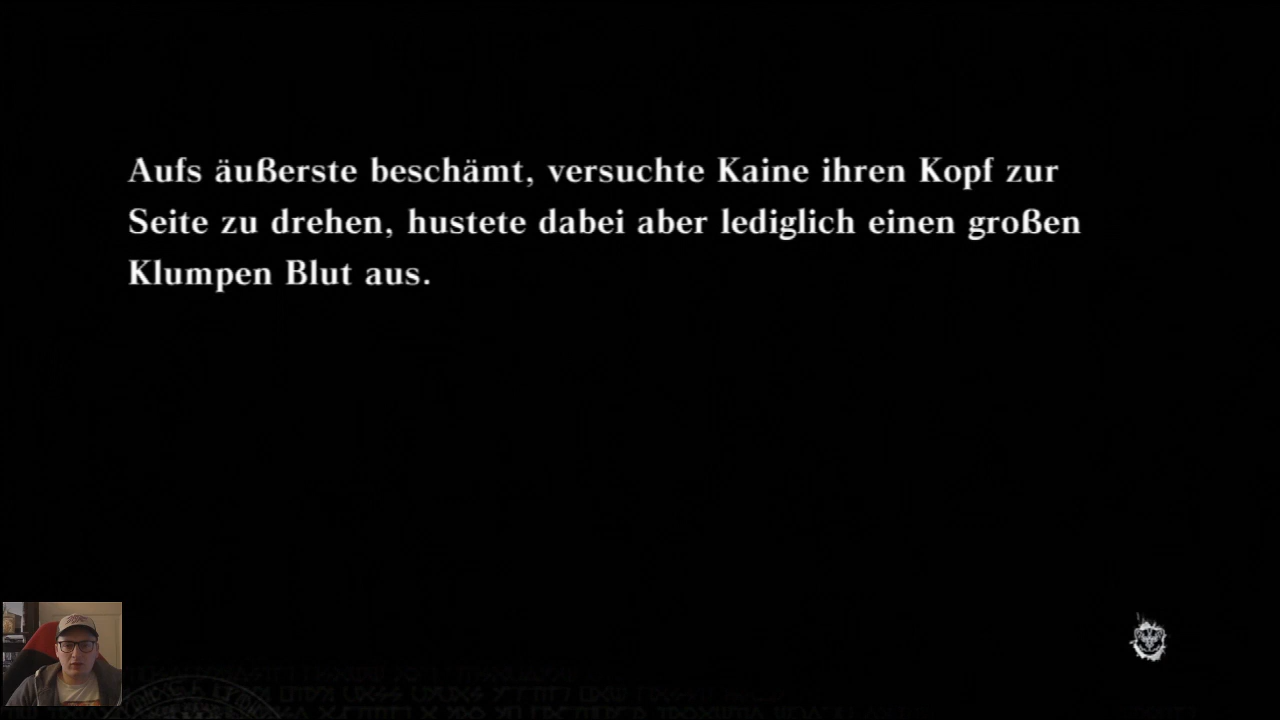 Aufs äußerste beschämt, versuchte Kaine ihren Kopf zur
Seite zu drehen, hustete dabei aber lediglich einen großen
Klumpen Blut aus.